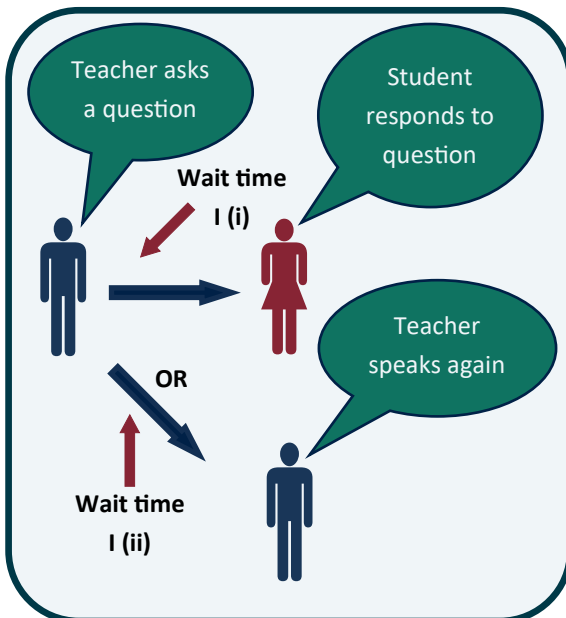 Teacher asks
a question
Student
responds to
question
Wait time
I (i)
Teacher
speaks again
OR
Wait time
I (ii)